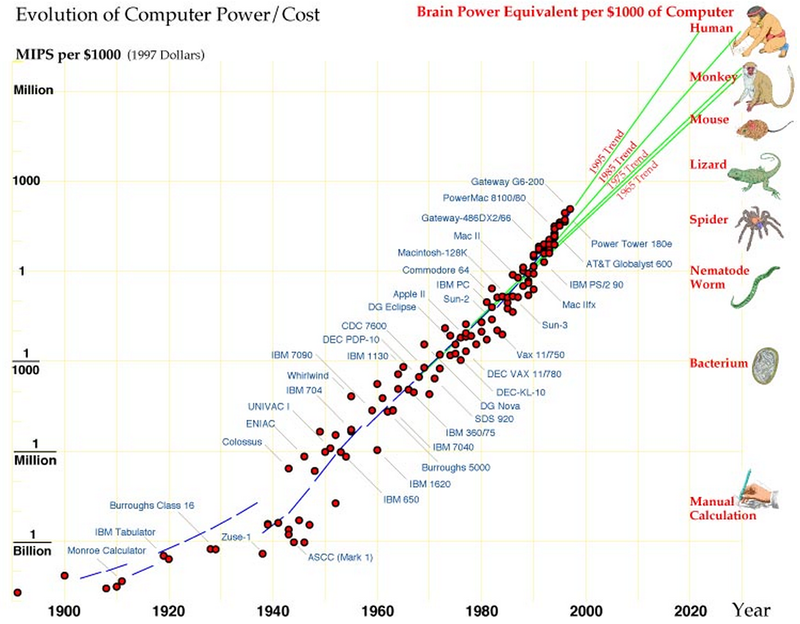 Evolution of Computer Power/Cost
Brain Power Equivalent per $1000 of Computer
MIPS per $1000 (1997 Dollars)
Human
Million
Monkey
Mouse
1995 Trend
1985 Trend
1975 Trend
1965 Trend
1000
Gateway G6-200
Lizard
PowerMac 8100/80
Gateway-486DX2/66
Spider
Mac II
Power Tower 180e
Macintosh-128K
AT&T Globalyst 600
Commodore 64
1
Nematode
Worm
IBM PC
IBM PS/2 90
Apple II
Sun-2
Mac IIfx
DG Eclipse
CDC 7600
Sun-3
DEC PDP-10
IBM 7090
IBM 1130
Vax 11/750
1
1000
Bacterium
Whirlwind
DEC VAX 11/780
IBM 704
DEC-KL-10
UNIVAC I
DG Nova
SDS 920
ENIAC
IBM 360/75
Colossus
IBM 7040
1
Million
Burroughs 5000
IBM 1620
IBM 650
Manual
Calculation
Burroughs Class 16
IBM Tabulator
Zuse-1
1
Billion
Monroe Calculator
ASCC (Mark 1)
1900
1920
1940
1960
1980
2000
2020
Year